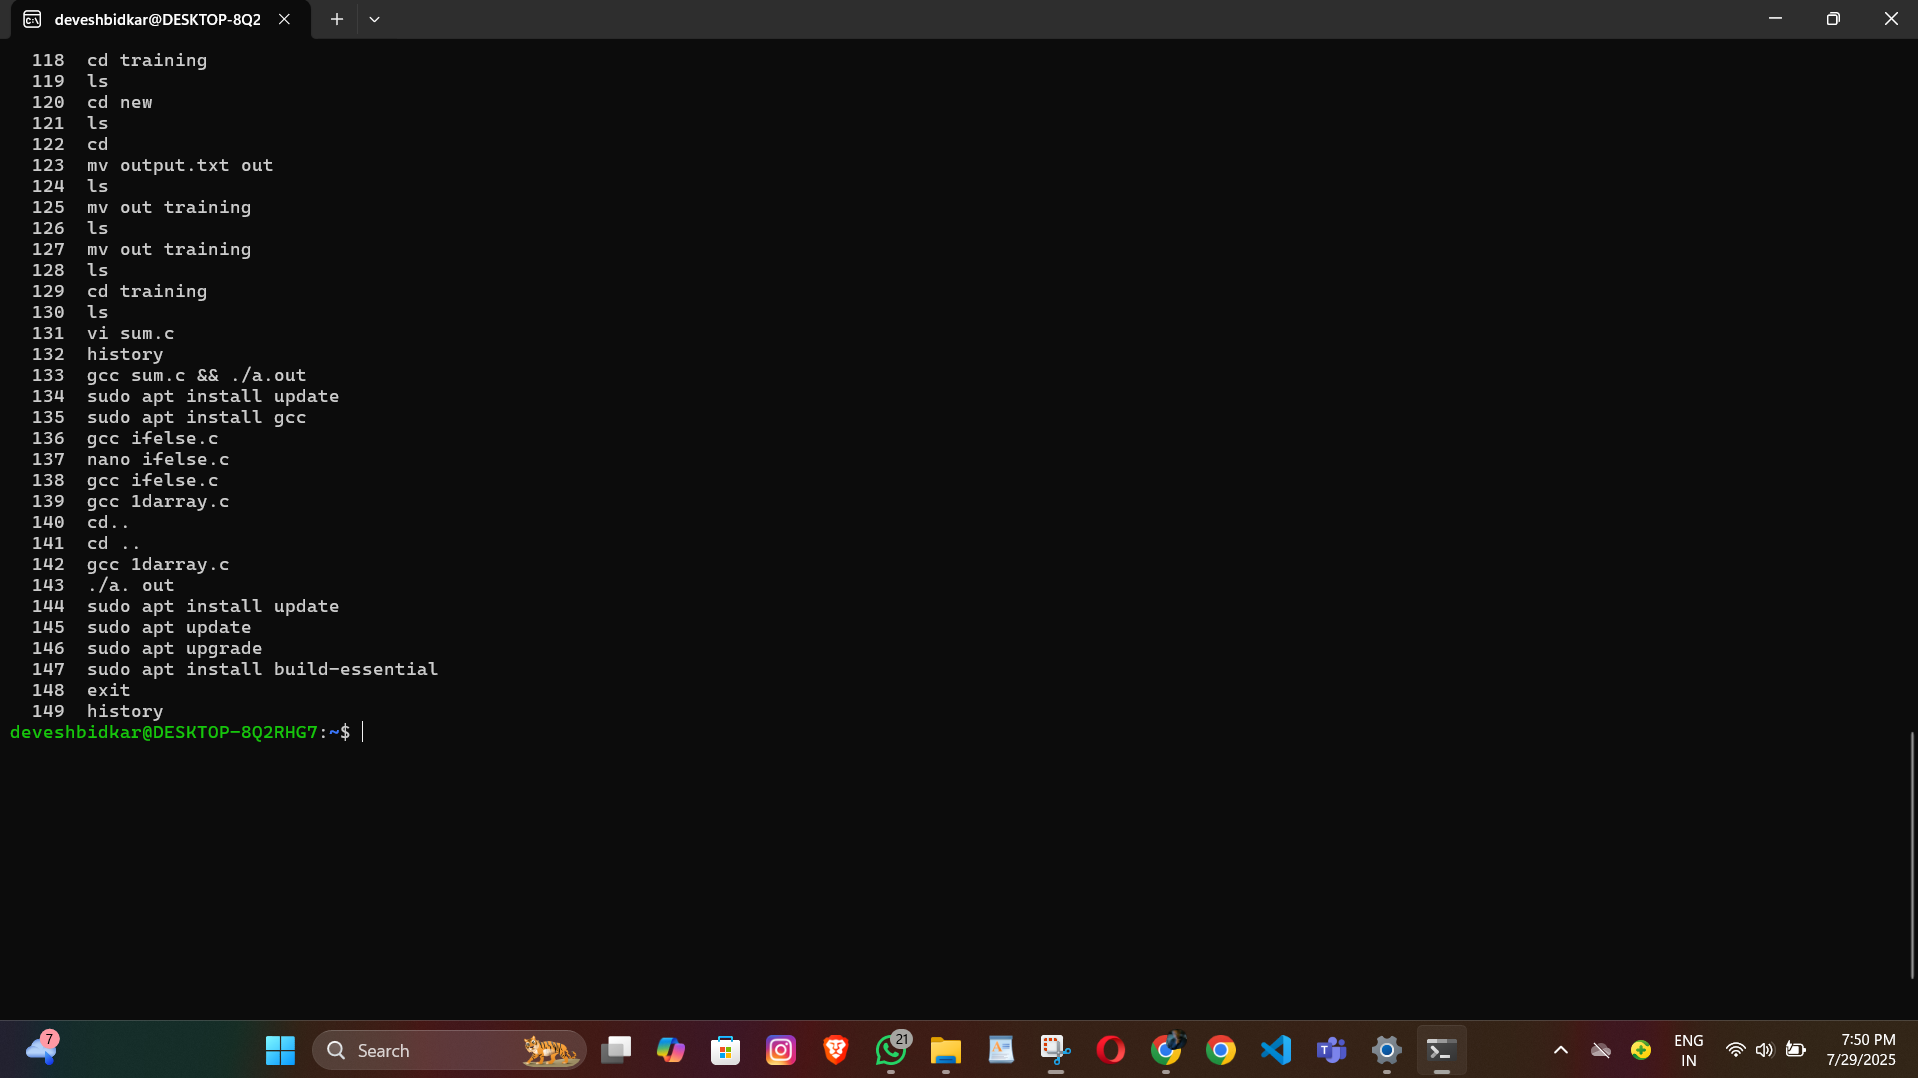 deveshbidkar@DESKTOP-8Q2
118 cd training
119 ls
120 cd new
121 ls
122 cd
123 mv output.txt out
124 ls
125 mv out training
126 ls
127 mv out training
128 ls
129 cd training
130 ls
131 vi sum.c
132 history
133 gcc sum.c && ./a.out
134 sudo apt install update
135 sudo apt install gcc
136 gcc ifelse.c
137 nano ifelse.c
138 gcc ifelse.c
139 gcc 1darray.c
140 cd..
141 cd ..
142 gcc 1darray.c
143 ./a. out
144 sudo apt install update
145 sudo apt update
146 sudo apt upgrade
147 sudo apt install build-essential
148 exit
149 history
deveshbidkar@DESKTOP-8Q2RHG7:~$
7
Search
21
ENG
IN
7:50 PM
7/29/2025